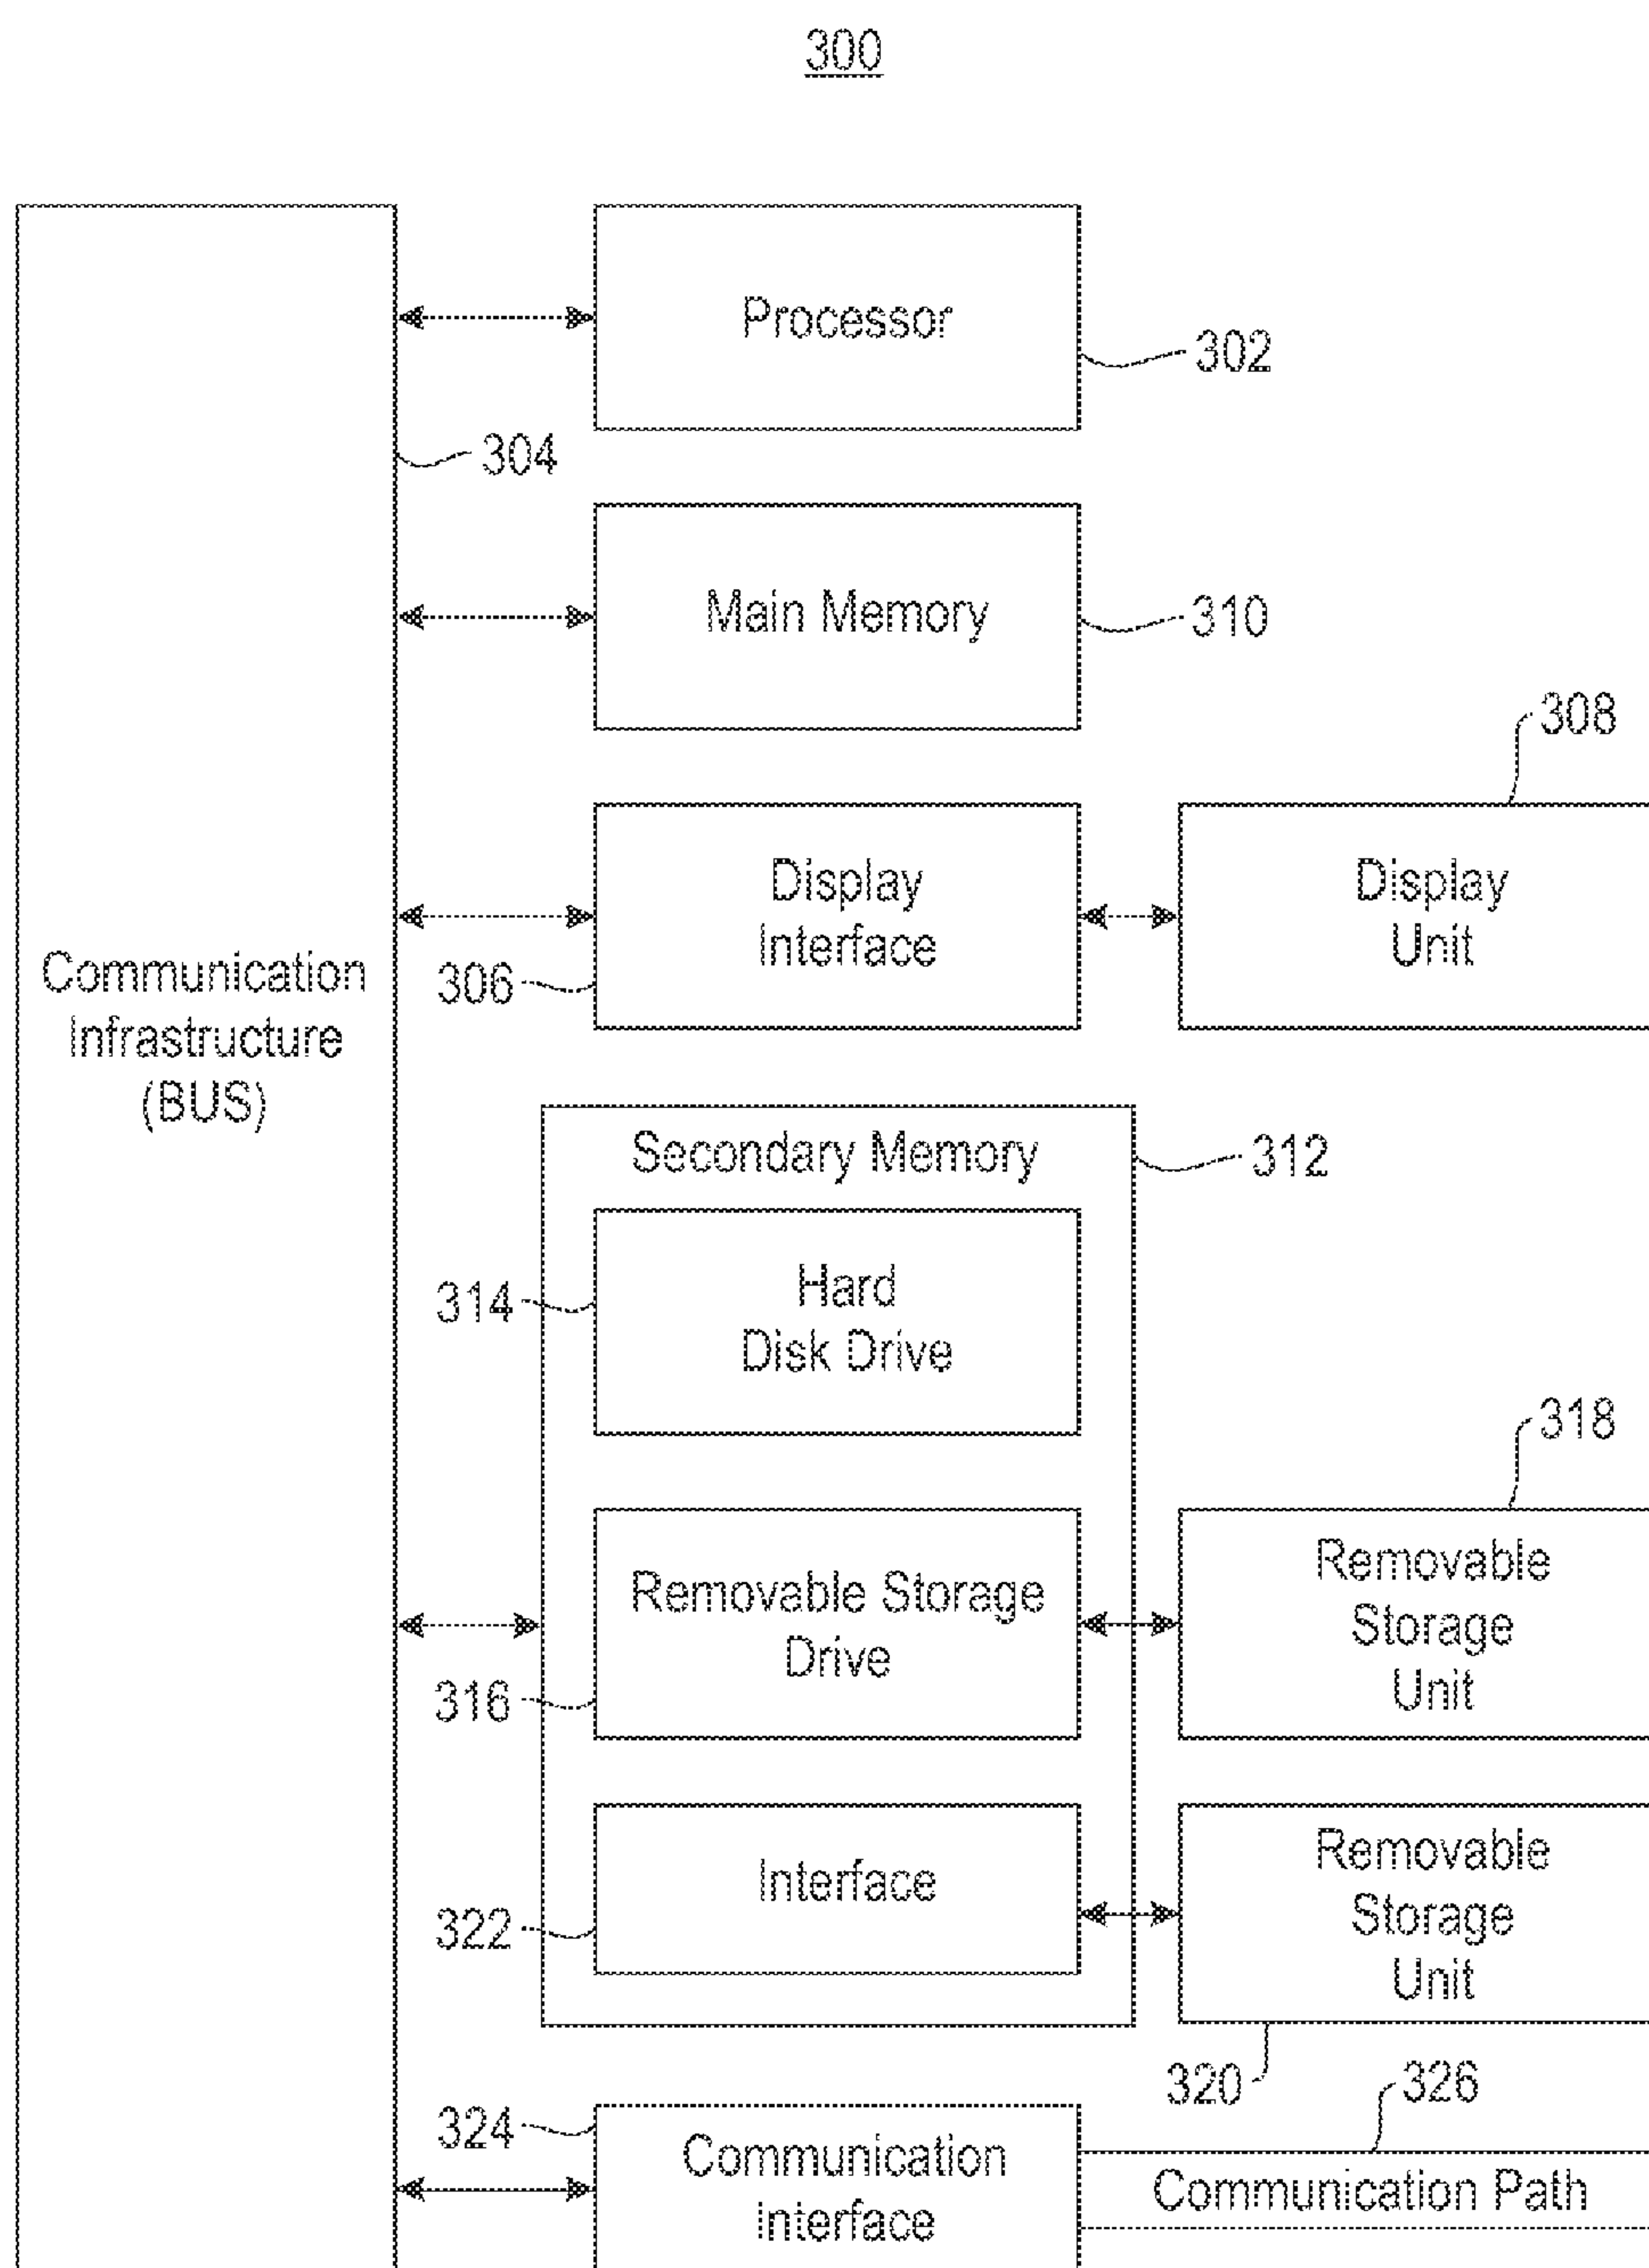 300
Processor
302
304
Main Memory
310
308
Display
Interface
306
Display
Unit
Communication
Infrastructure
(BUS)
Secondary Memory
312
Hard
Disk Drive
314
318
Removable Storage
Drive
316
Removable
Storage
Unit
Interface
322
Removable
Storage
Unit
320
326
324
Communication
interface
Communication Path